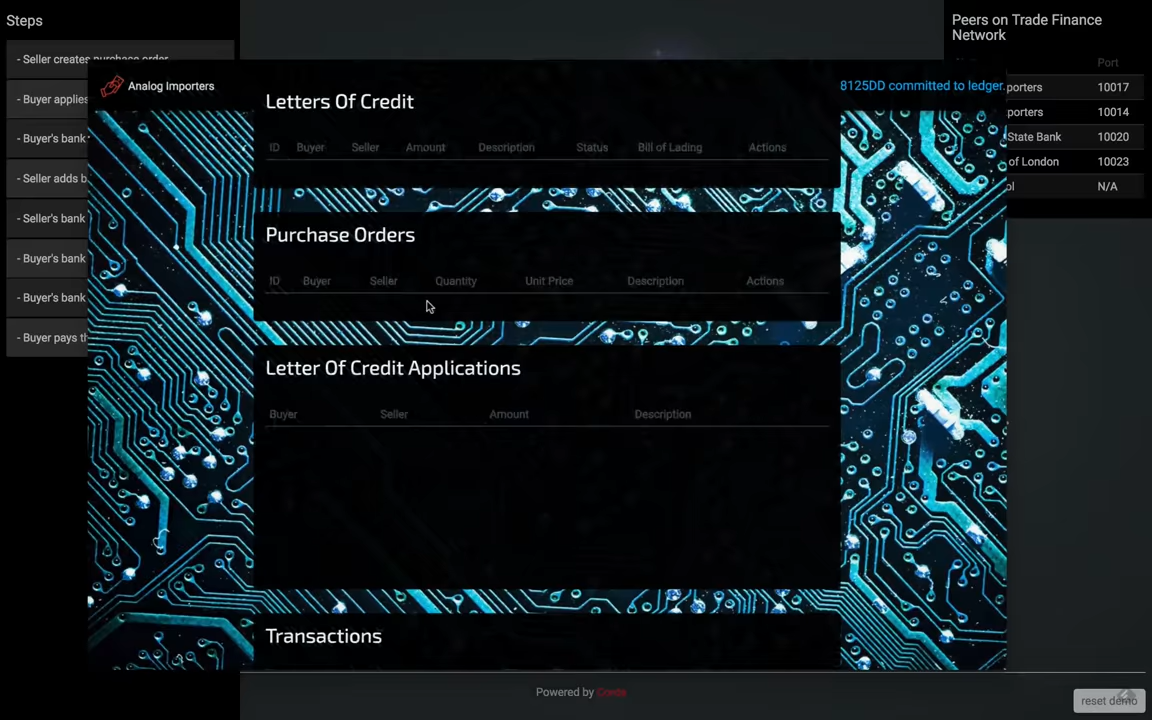 Steps
- Seller creates purchase order
- Buyer applies
- Buyer's bank
- Seller adds b
- Seller's bank
- Buyer's bank
- Buyer's bank
- Buyer pays th
Analog Importers
8125DD committed to ledger.
Letters Of Credit
ID Buyer Seller Amount Description Status Bill of Lading Actions
Purchase Orders
ID Buyer Seller Quantity Unit Price Description Actions
Letter Of Credit Applications
Buyer Seller Amount Description
Transactions
Peers on Trade Finance
Network
Port
porters 10017
porters 10014
State Bank 10020
of London 10023
ol N/A
Powered by
reset demo